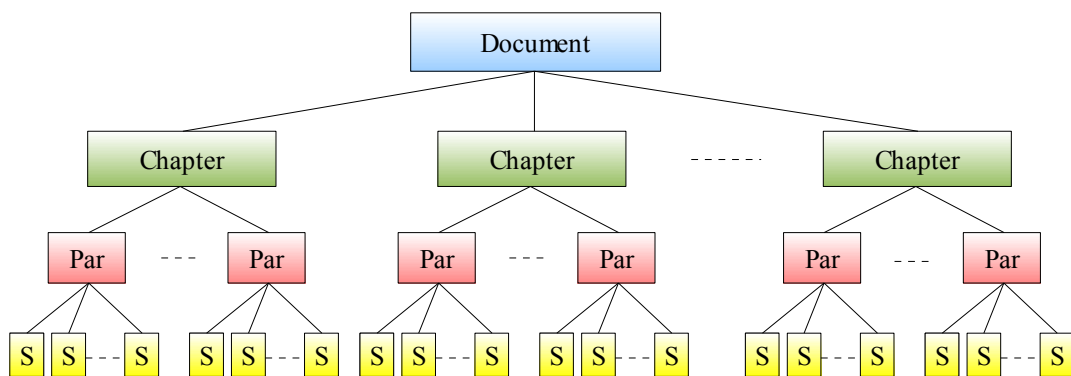 Document
Chapter Chapter Chapter
Par Par Par Par Par Par
S S S S S S S S S S S S S S S S S S